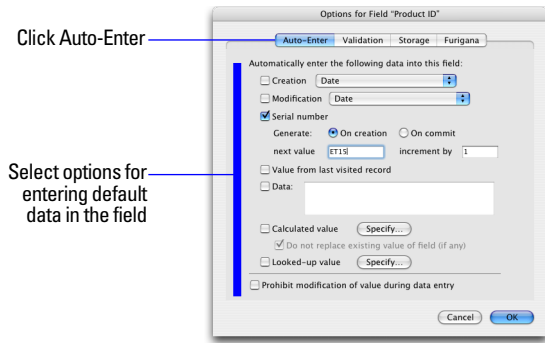 Options for Field “Product ID”
Click Auto-Enter
Auto-Enter Validation Storage Furigana
Automatically enter the following data into this field:
Creation Date
Modification Date
Serial number
Generate: On creation On commit
next value ET15 increment by 1
Value from last visited record
Select options for
entering default
data in the field
Data:
Calculated value Specify...
Do not replace existing value of field (if any)
Looked-up value Specify...
Prohibit modification of value during data entry
Cancel OK